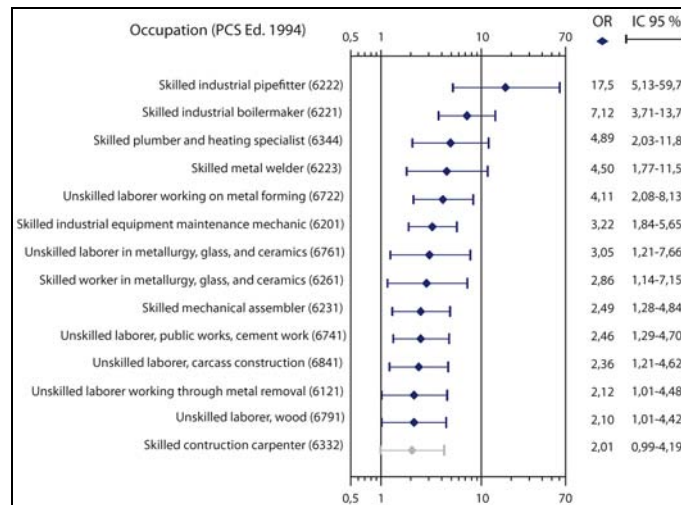 Occupation (PCS Ed. 1994) 0,5 1 10 70 OR IC 95 %
Skilled industrial pipefitter (6222) 17,5 5,13-59,7
Skilled industrial boilermaker (6221) 7,12 3,71-13,7
Skilled plumber and heating specialist (6344) 4,89 2,03-11,8
Skilled metal welder (6223) 4,50 1,77-11,5
Unskilled laborer working on metal forming (6722) 4,11 2,08-8,13
Skilled industrial equipment maintenance mechanic (6201) 3,22 1,84-5,65
Unskilled laborer in metallurgy, glass, and ceramics (6761) 3,05 1,21-7,66
Skilled worker in metallurgy, glass, and ceramics (6261) 2,86 1,14-7,15
Skilled mechanical assembler (6231) 2,49 1,28-4,84
Unskilled laborer, public works, cement work (6741) 2,46 1,29-4,70
Unskilled laborer, carcass construction (6841) 2,36 1,21-4,62
Unskilled laborer working through metal removal (6121) 2,12 1,01-4,48
Unskilled laborer, wood (6791) 2,10 1,01-4,42
Skilled contruction carpenter (6332) 2,01 0,99-4,19
0,5 1 10 70